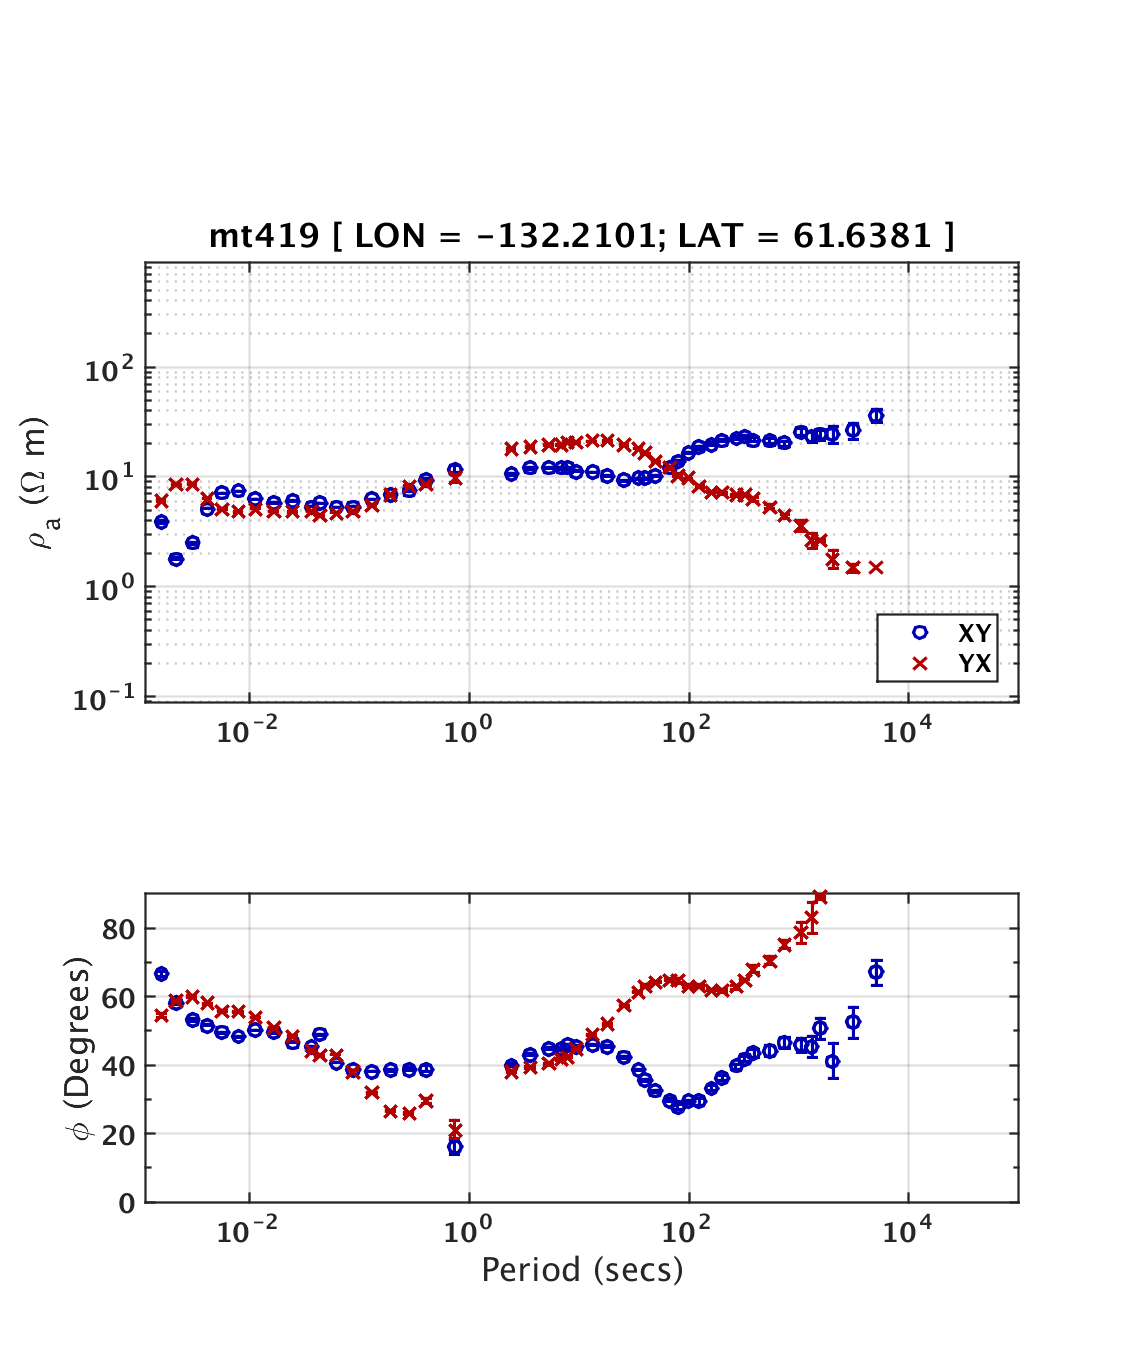 mt419 [ LON = -132.2101; LAT = 61.6381 ]
ρa (Ω m)
10^2
10^1
10^0
10^-1
XY
YX
10^-2 10^0 10^2 10^4
ϕ (Degrees)
80
60
40
20
0
10^-2 10^0 10^2 10^4
Period (secs)